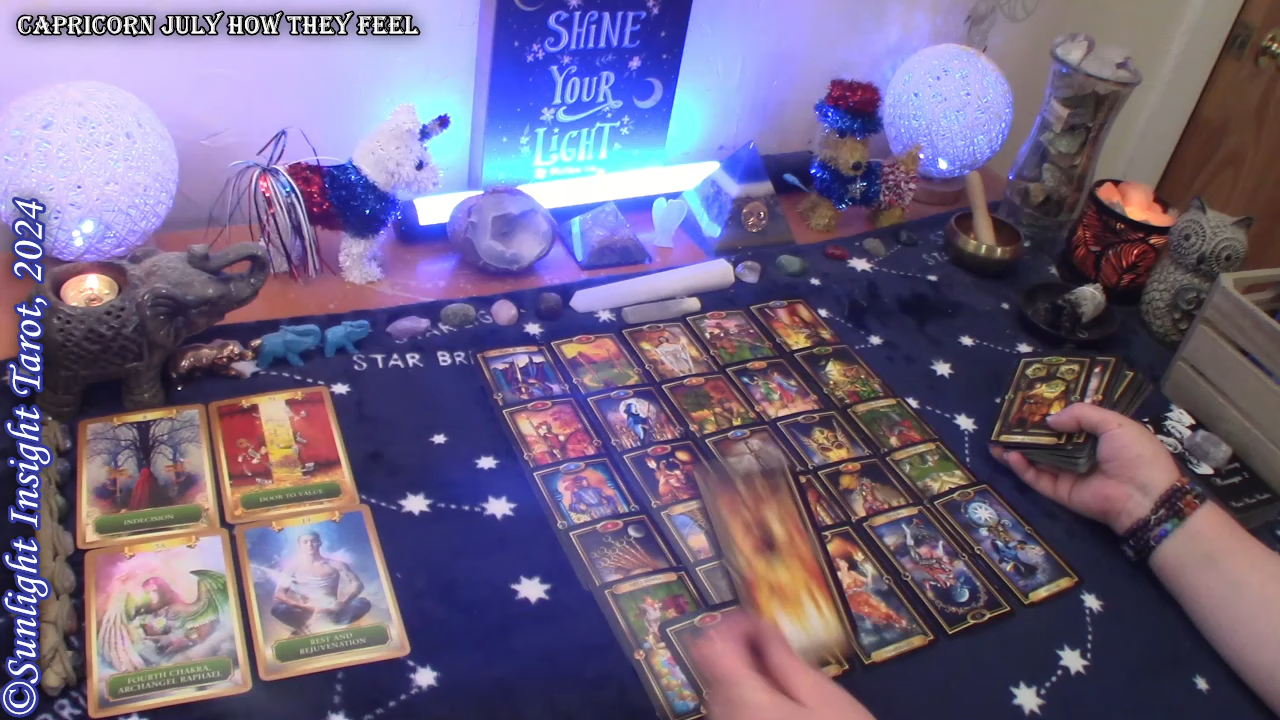 CAPRICORN JULY HOW THEY FEEL
SHINE
YOUR
LIGHT
©Sunlight Insight Tarot, 2024
STAR BR
INDECISION
DOOR TO VALUE
FOURTH CHAKRA,
ARCHANGEL RAPHAEL
REST AND
REJUVENATION